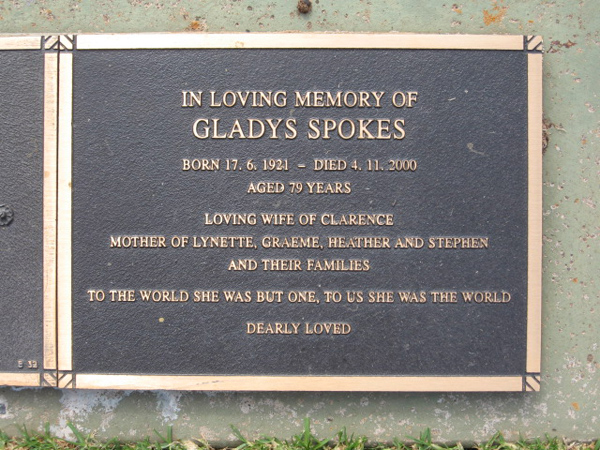 IN LOVING MEMORY OF
GLADYS SPOKES
BORN 17. 6. 1921 - DIED 4. 11. 2000
AGED 79 YEARS
LOVING WIFE OF CLARENCE
MOTHER OF LYNETTE, GRAEME, HEATHER AND STEPHEN
AND THEIR FAMILIES
TO THE WORLD SHE WAS BUT ONE, TO US SHE WAS THE WORLD
DEARLY LOVED